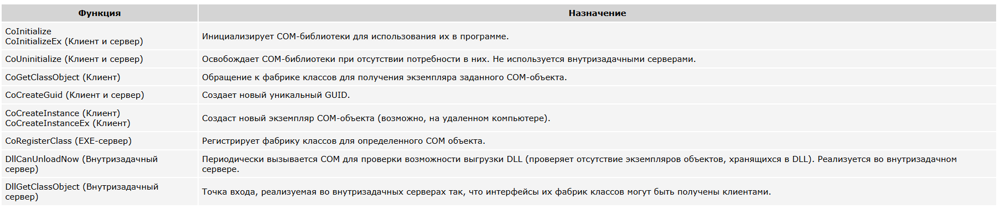 Функция
Назначение
CoInitialize
CoInitializeEx (Клиент и сервер)
Инициализирует COM-библиотеки для использования их в программе.
CoUninitialize (Клиент и сервер)
Освобождает COM-библиотеки при отсутствии потребности в них. Не используется внутризадачными серверами.
CoGetClassObject (Клиент)
Обращение к фабрике классов для получения экземпляра заданного COM-объекта.
CoCreateGuid (Клиент и сервер)
Создает новый уникальный GUID.
CoCreateInstance (Клиент)
CoCreateInstanceEx (Клиент)
Создаст новый экземпляр COM-объекта (возможно, на удаленном компьютере).
CoRegisterClass (EXE-сервер)
Регистрирует фабрику классов для определенного COM объекта.
DllCanUnloadNow (Внутризадачный
сервер)
Периодически вызывается COM для проверки возможности выгрузки DLL (проверяет отсутствие экземпляров объектов, хранящихся в DLL). Реализуется во внутризадачном
сервере.
DllGetClassObject (Внутризадачный
сервер)
Точка входа, реализуемая во внутризадачных серверах так, что интерфейсы их фабрик классов могут быть получены клиентами.